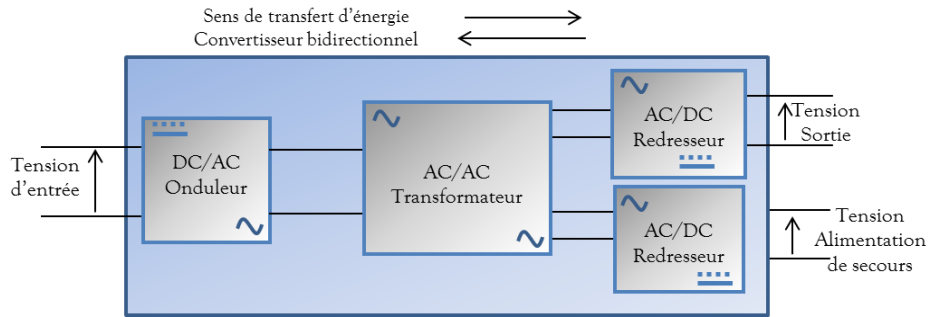 Sens de transfert d'énergie
Convertisseur bidirectionnel
Tension
d'entrée
DC/AC
Onduleur
AC/AC
Transformateur
AC/DC
Redresseur
Tension
Sortie
AC/DC
Redresseur
Tension
Alimentation
de secours